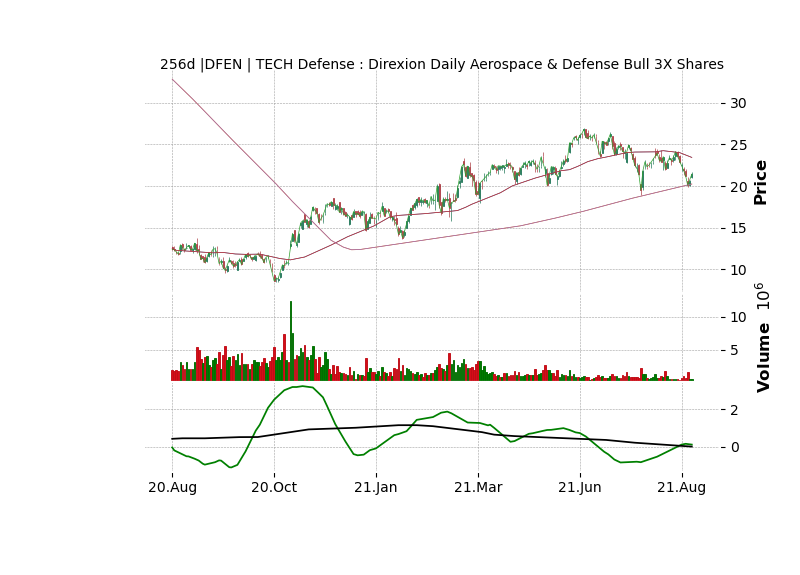 256d |DFEN | TECH Defense : Direxion Daily Aerospace & Defense Bull 3X Shares
30
25
20
15
10
Price
10
5
Volume 10^6
2
0
20.Aug 20.Oct 21.Jan 21.Mar 21.Jun 21.Aug